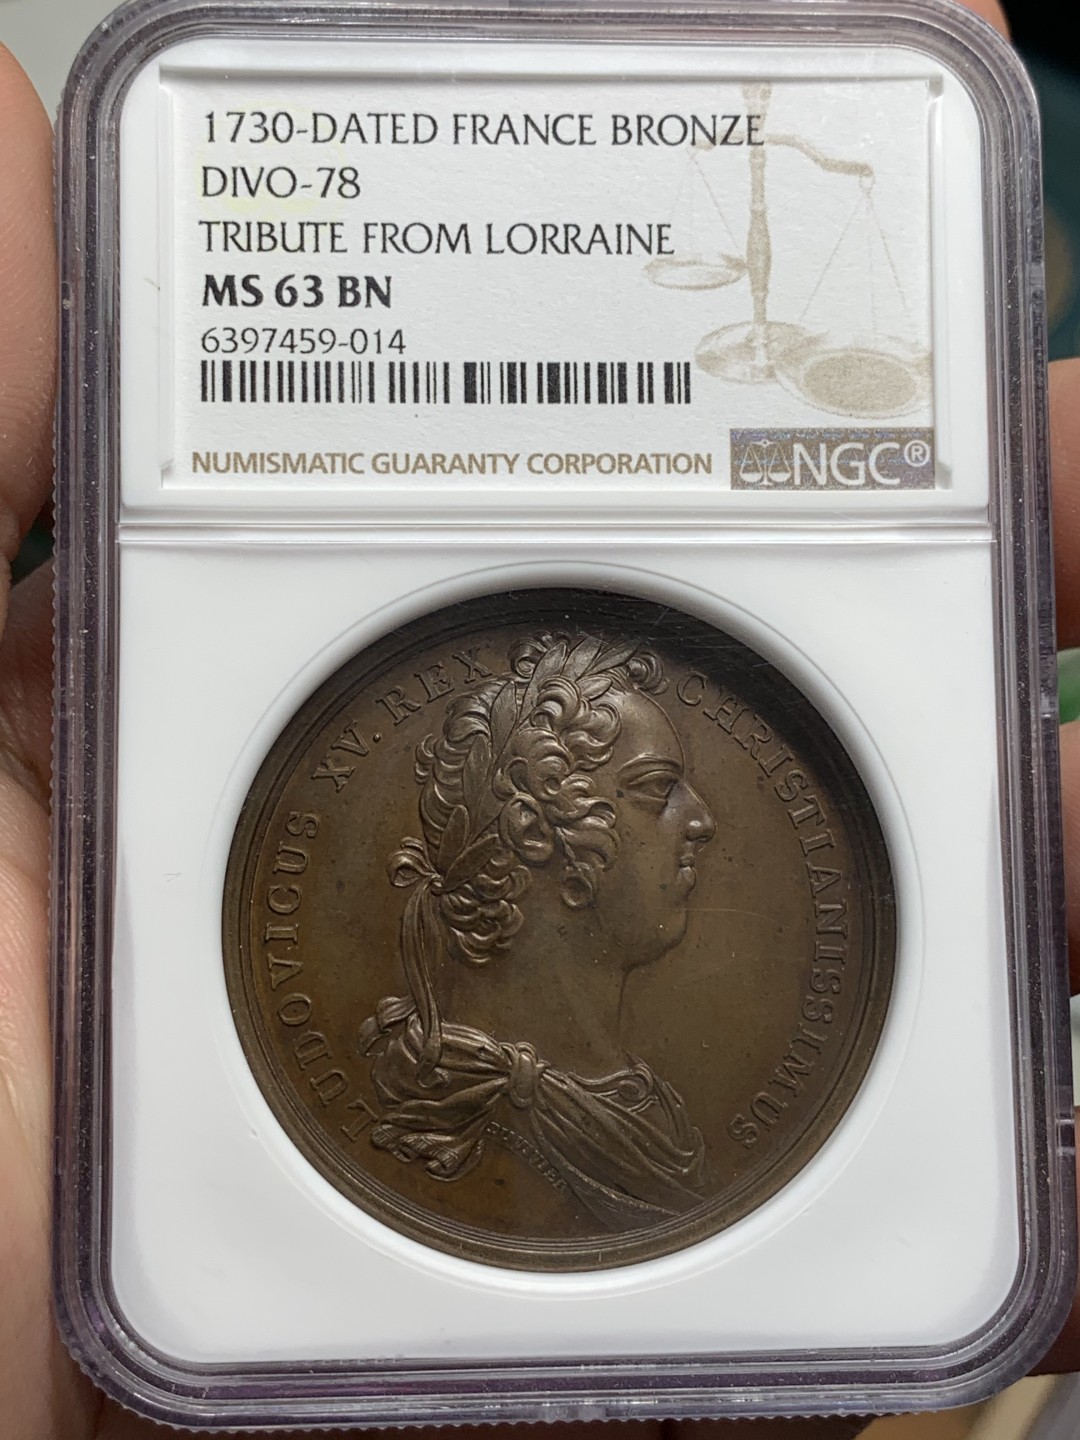 1730-DATED FRANCE BRONZE
DIVO-78
TRIBUTE FROM LORRAINE
MS 63 BN
6397459-014
NUMISMATIC GUARANTY CORPORATION
NGC®
LUDOVICUS XV. REX CHRISTIANISSIMUS